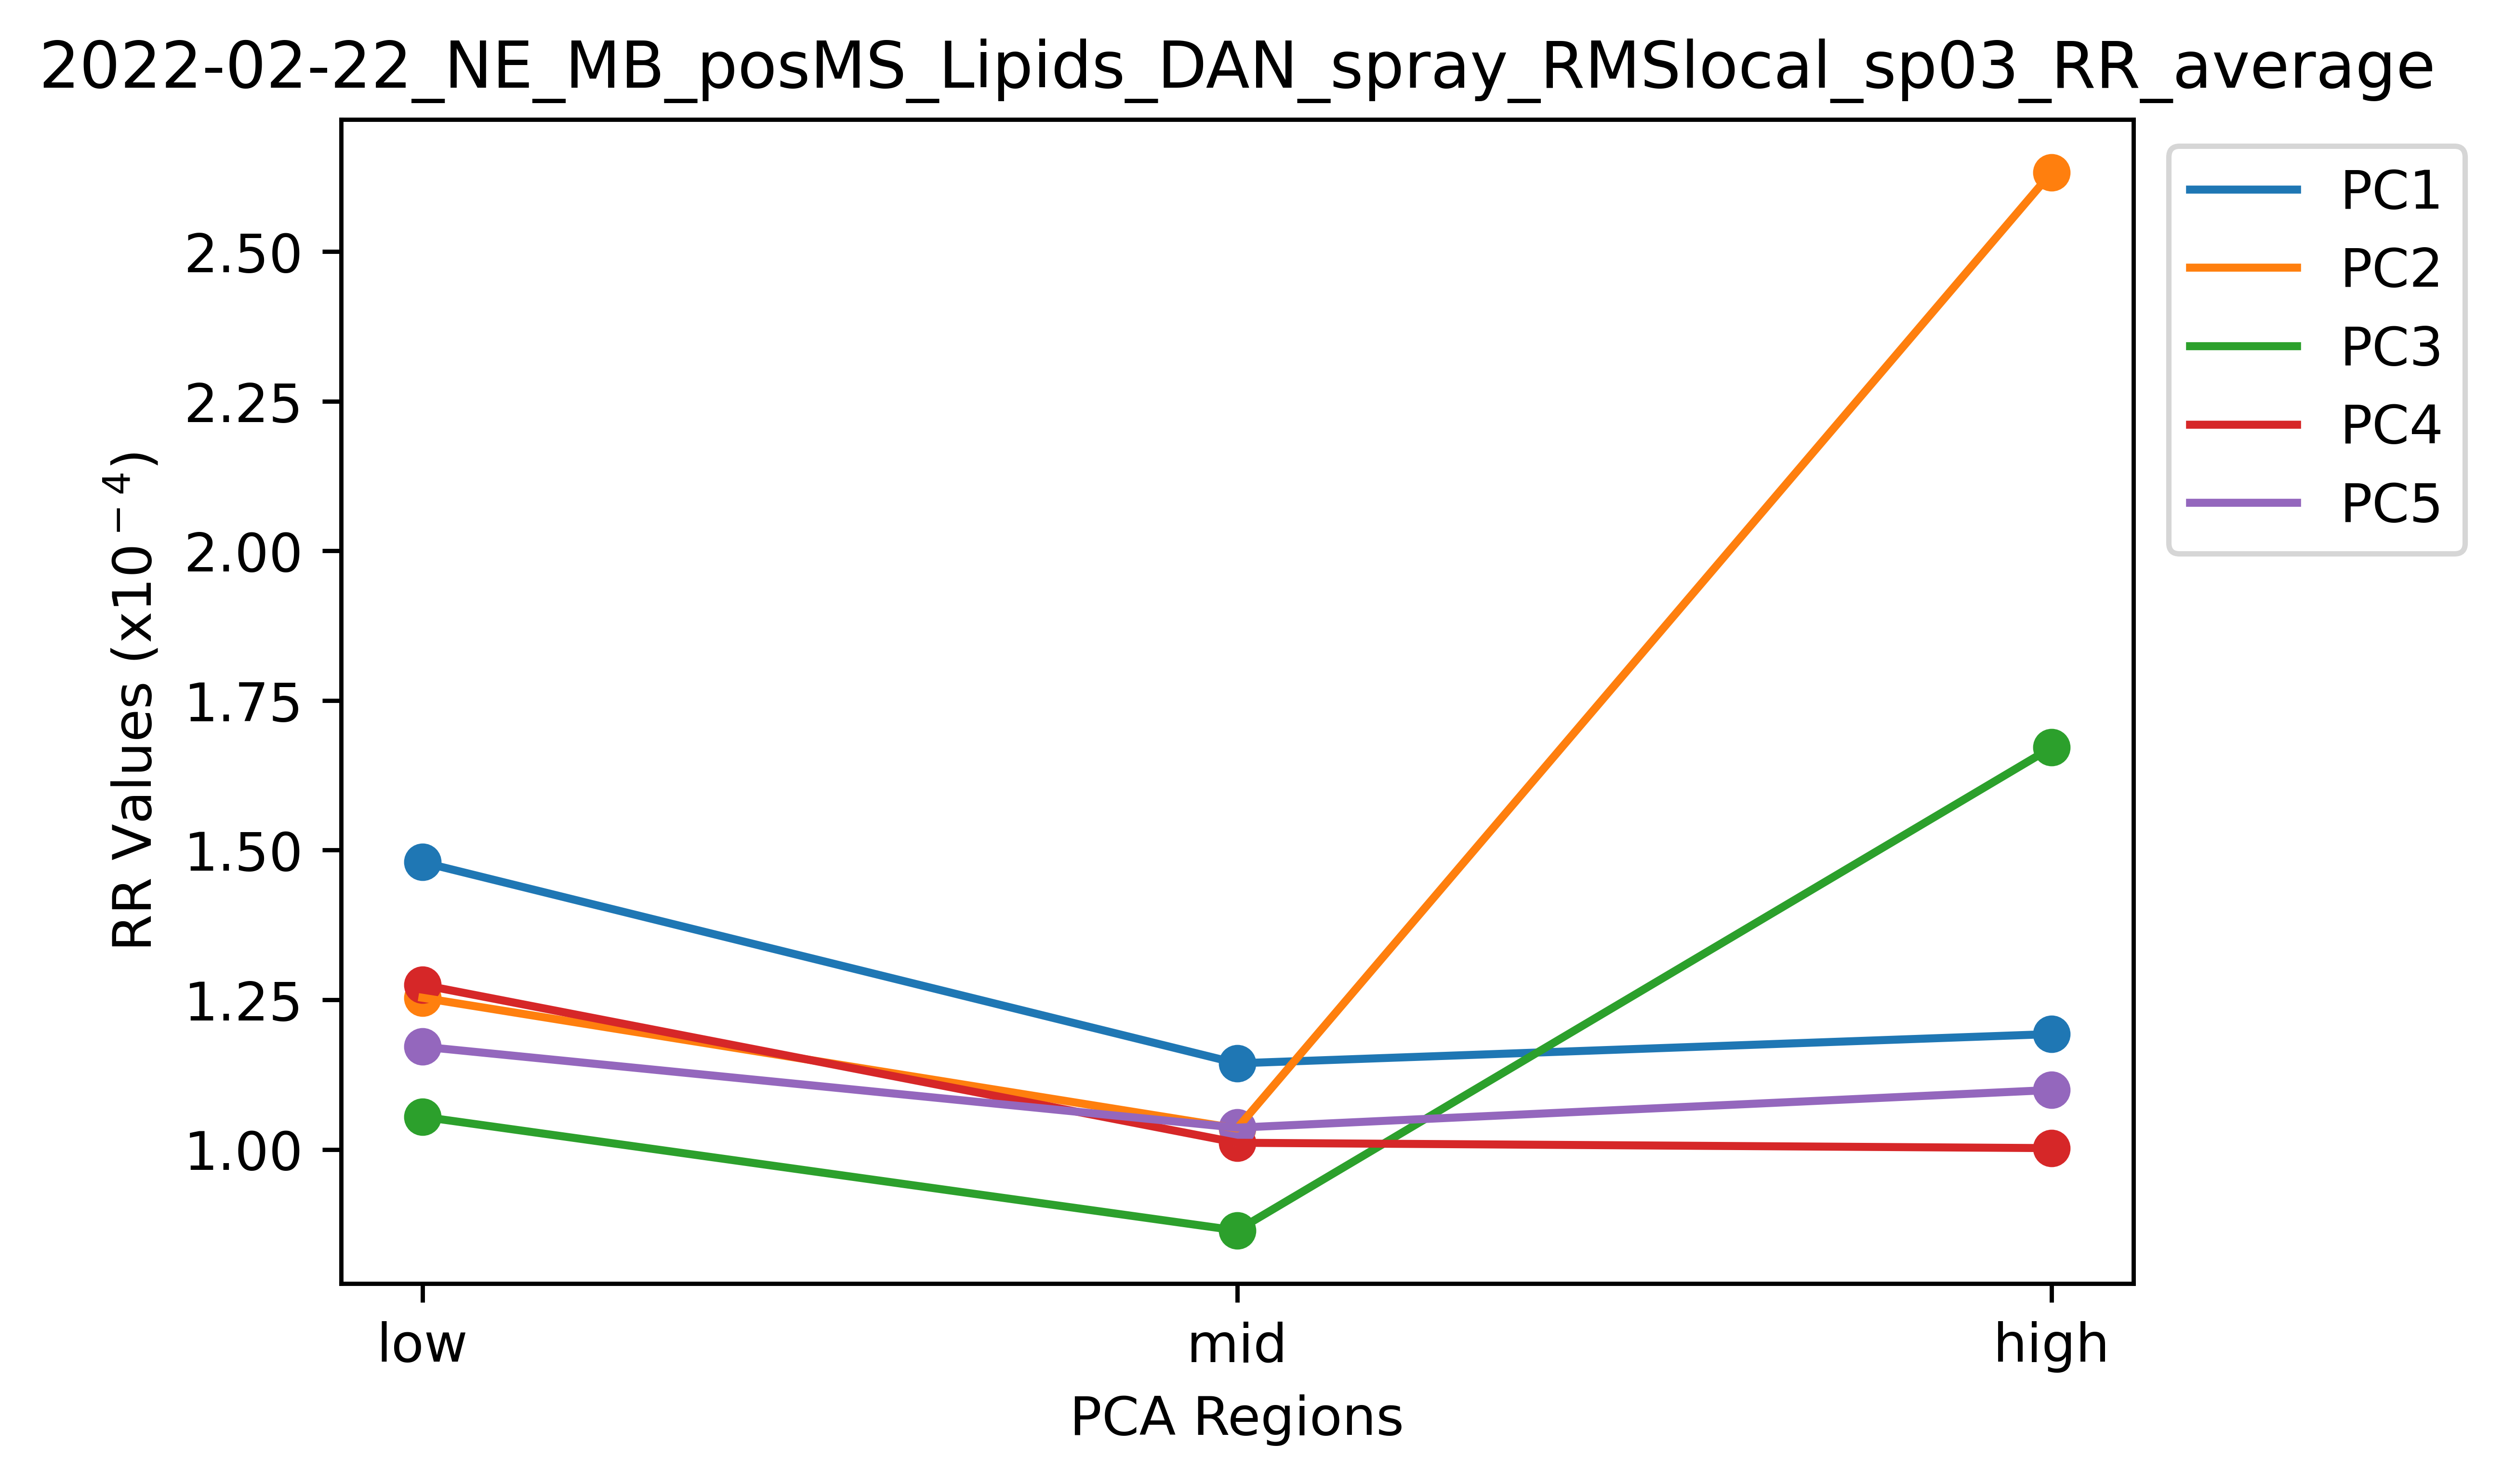 2022-02-22_NE_MB_posMS_Lipids_DAN_spray_RMSlocal_sp03_RR_average
RR Values (x10⁻⁴)
2.50
2.25
2.00
1.75
1.50
1.25
1.00
low
mid
high
PCA Regions
PC1
PC2
PC3
PC4
PC5